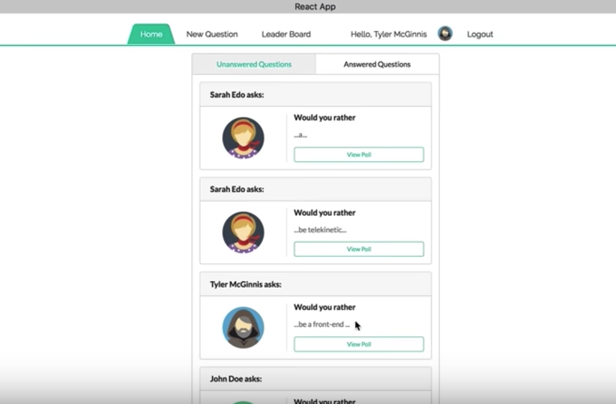 React App
Home New Question Leader Board Hello, Tyler McGinnis Logout
Unanswered Questions Answered Questions
Sarah Edo asks:
Would you rather
...a...
View Poll
Sarah Edo asks:
Would you rather
...be telekinetic...
View Poll
Tyler McGinnis asks:
Would you rather
...be a front-end ...
View Poll
John Doe asks:
Would you rather